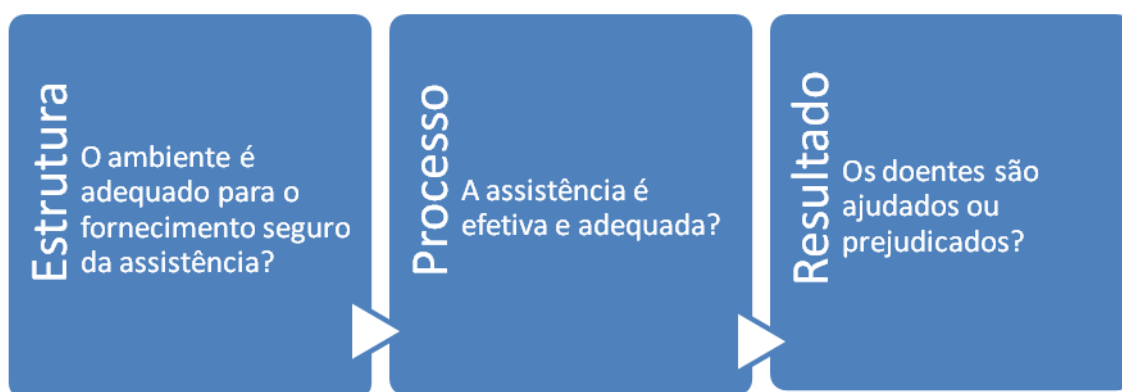 Estrutura
O ambiente é
adequado para o
fornecimento seguro
da assistência?
Processo
A assistência é
efetiva e adequada?
Resultado
Os doentes são
ajudados ou
prejudicados?